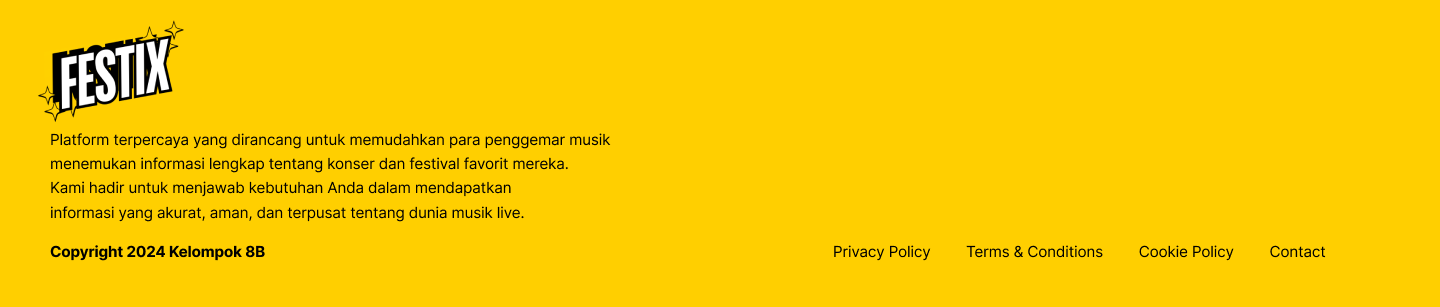 FESTIX
Platform terpercaya yang dirancang untuk memudahkan para penggemar musik
menemukan informasi lengkap tentang konser dan festival favorit mereka.
Kami hadir untuk menjawab kebutuhan Anda dalam mendapatkan
informasi yang akurat, aman, dan terpusat tentang dunia musik live.
Copyright 2024 Kelompok 8B
Privacy Policy Terms & Conditions Cookie Policy Contact